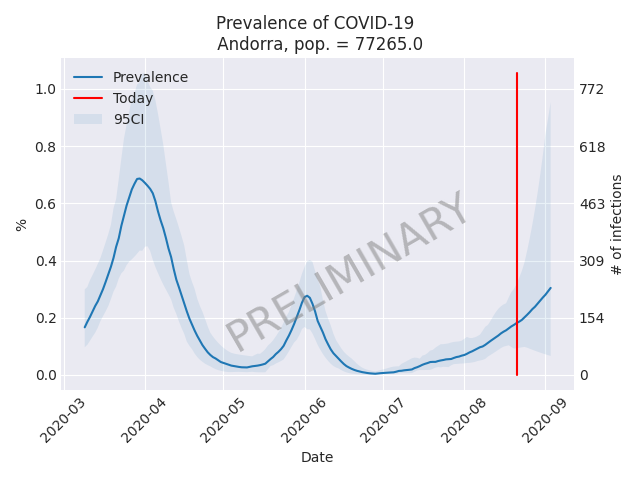 Prevalence of COVID-19
Andorra, pop. = 77265.0
Prevalence
Today
95CI
1.0
0.8
0.6
0.4
0.2
0.0
%
772
618
463
309
154
0
# of infections
PRELIMINARY
2020-03
2020-04
2020-05
2020-06
2020-07
2020-08
2020-09
Date